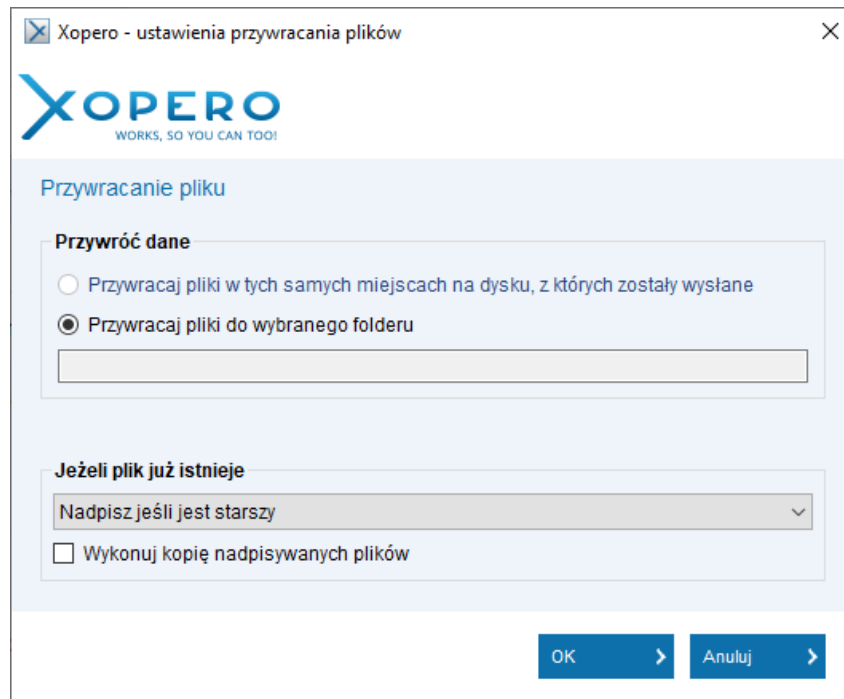 Xopero - ustawienia przywracania plików
XOPERO
WORKS, SO YOU CAN TOO!
Przywracanie pliku
Przywróć dane
Przywracaj pliki w tych samych miejscach na dysku, z których zostały wysłane
Przywracaj pliki do wybranego folderu
Jeżeli plik już istnieje
Nadpisz jeśli jest starszy
Wykonuj kopię nadpisywanych plików
OK
Anuluj